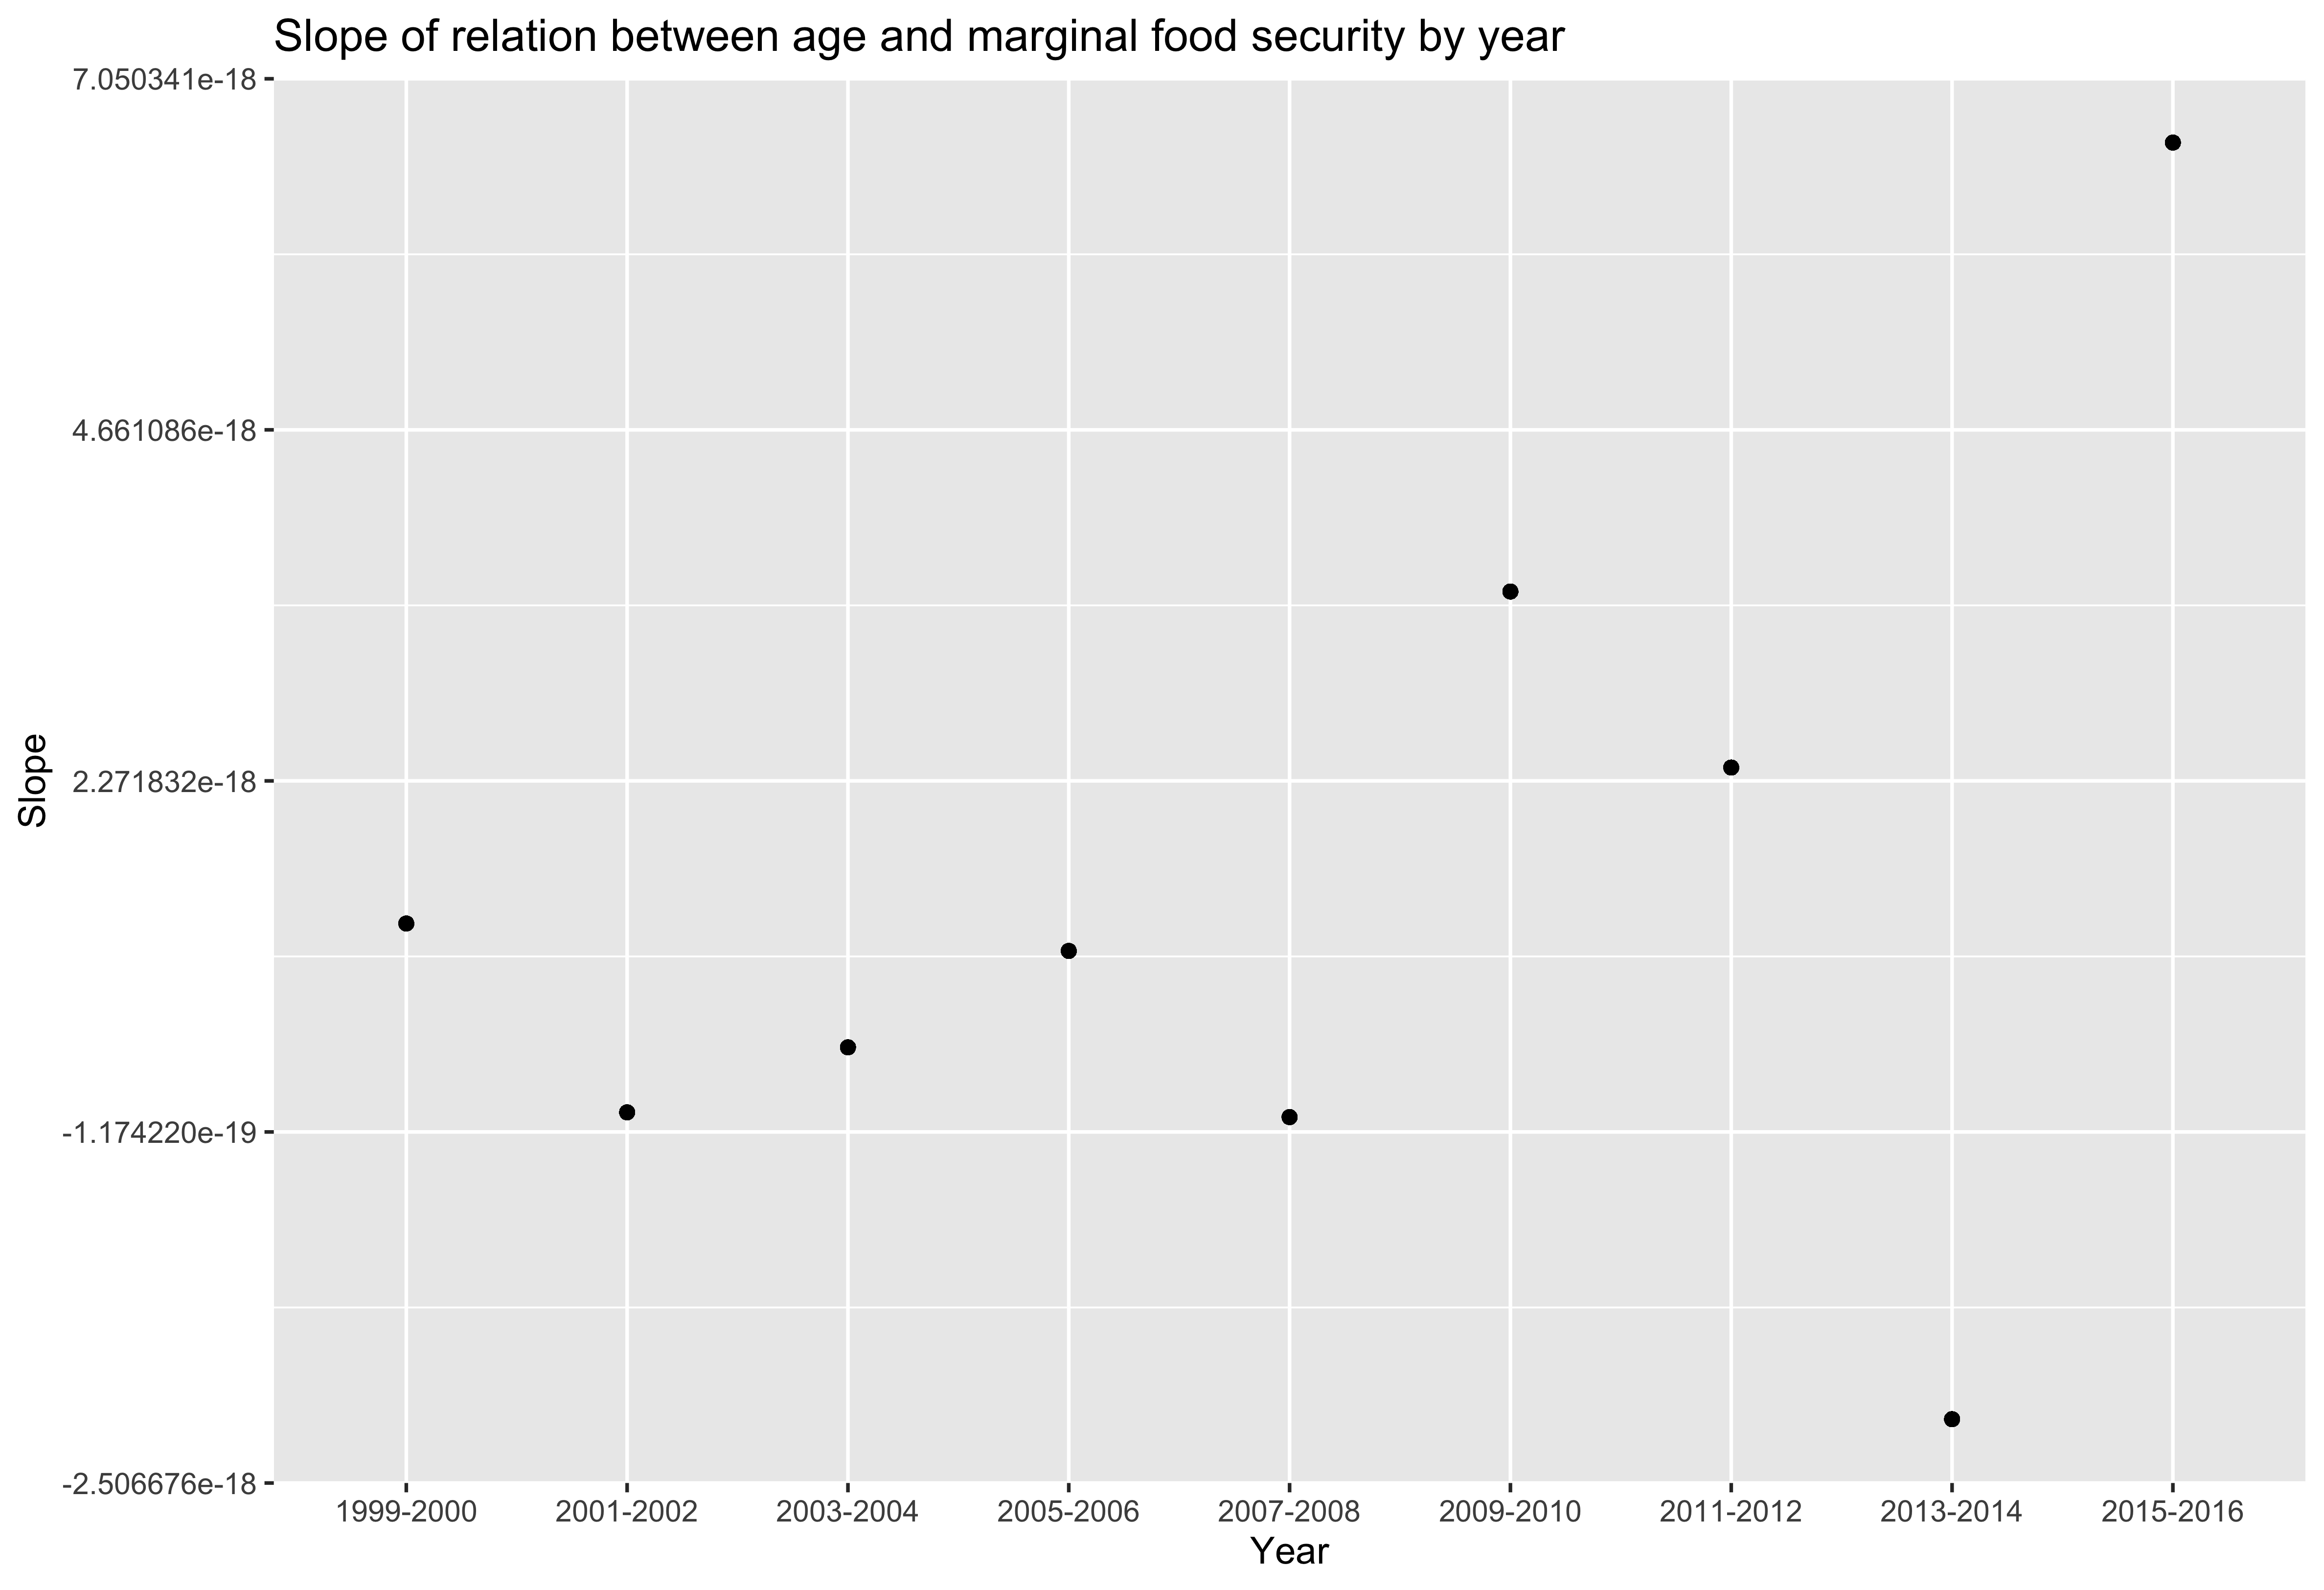 Slope of relation between age and marginal food security by year
7.050341e-18
4.661086e-18
2.271832e-18
-1.174220e-19
-2.506676e-18
Slope
1999-2000 2001-2002 2003-2004 2005-2006 2007-2008 2009-2010 2011-2012 2013-2014 2015-2016
Year